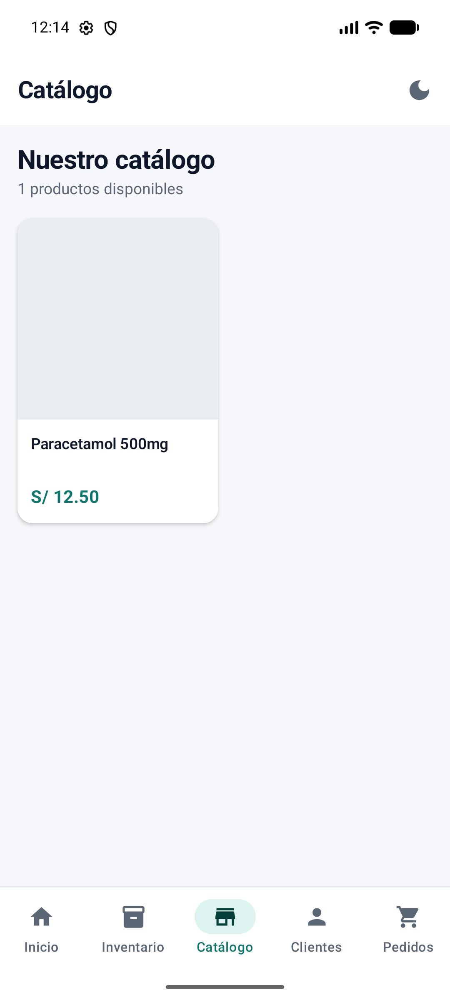 12:14
Catálogo
Nuestro catálogo
1 productos disponibles
Paracetamol 500mg
S/ 12.50
Inicio
Inventario
Catálogo
Clientes
Pedidos